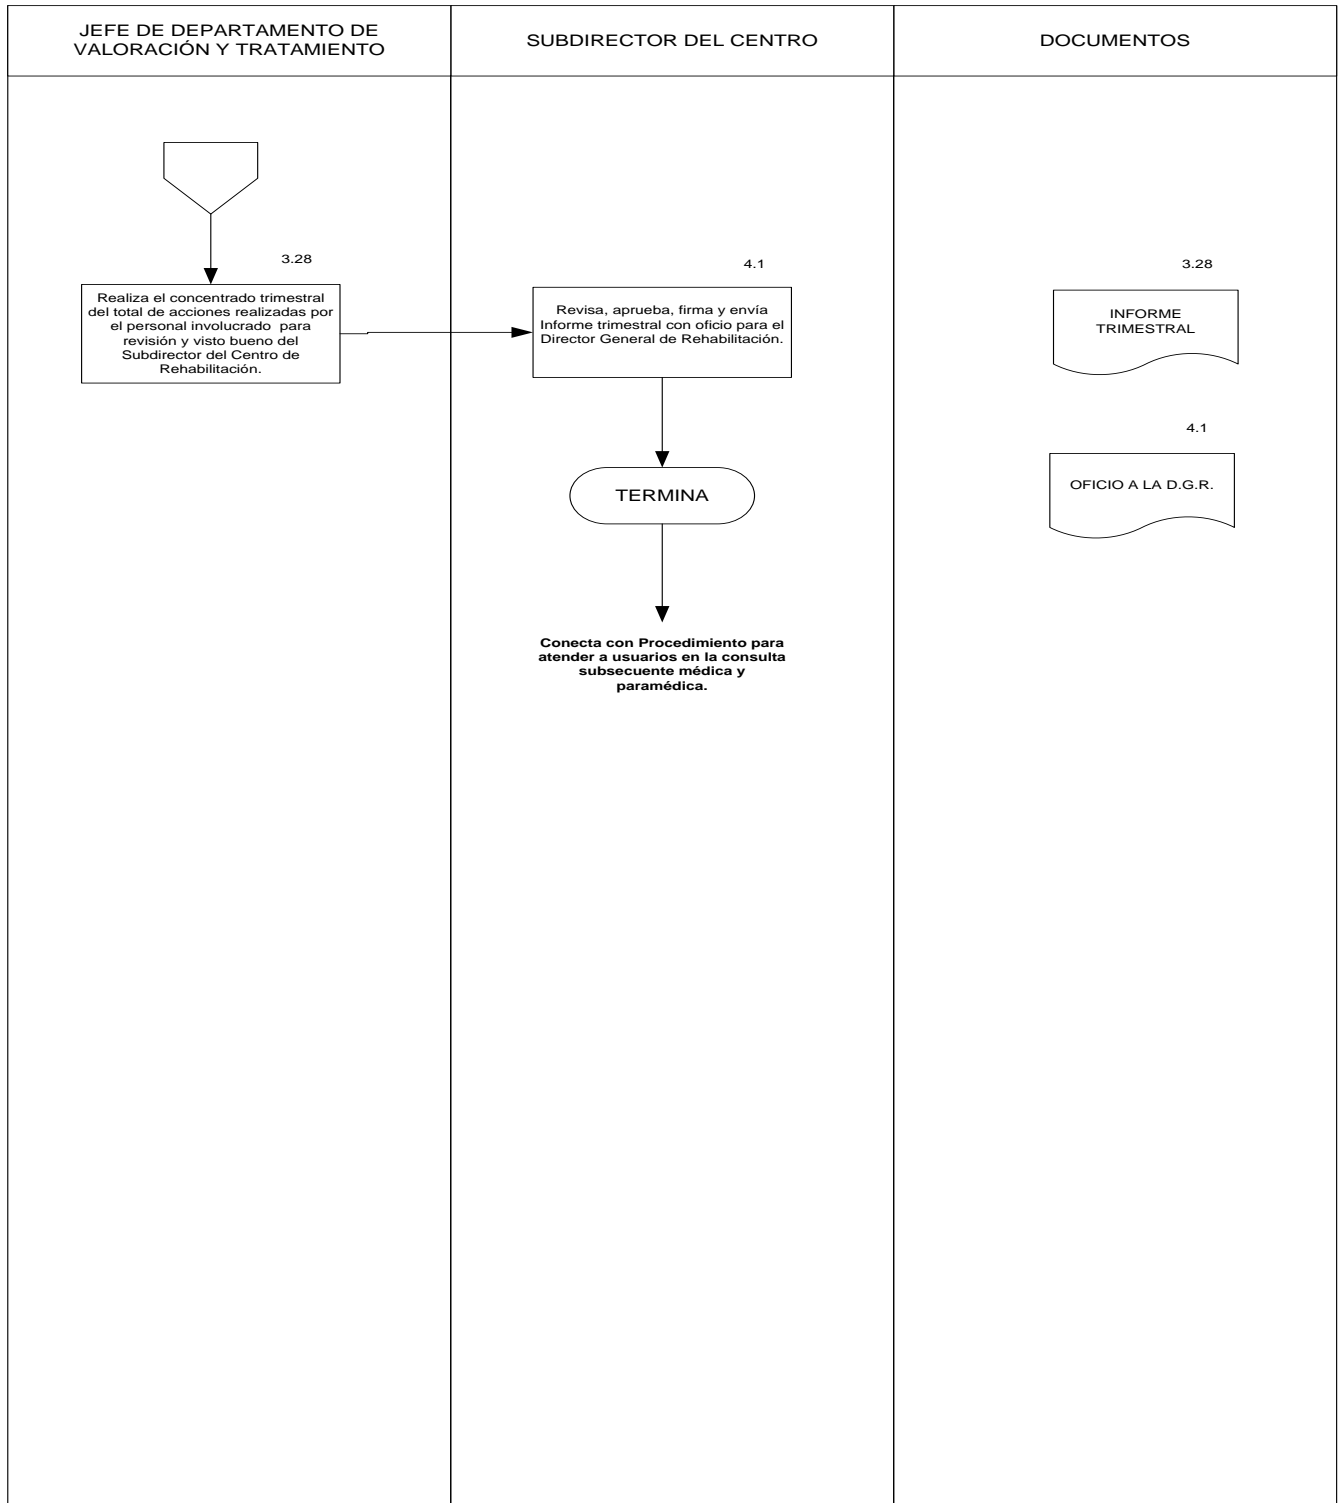 JEFE DE DEPARTAMENTO DE
VALORACIÓN Y TRATAMIENTO
SUBDIRECTOR DEL CENTRO
DOCUMENTOS
3.28
Realiza el concentrado trimestral
del total de acciones realizadas por
el personal involucrado para
revisión y visto bueno del
Subdirector del Centro de
Rehabilitación.
4.1
Revisa, aprueba, firma y envía
Informe trimestral con oficio para el
Director General de Rehabilitación.
TERMINA
Conecta con Procedimiento para
atender a usuarios en la consulta
subsecuente médica y
paramédica.
3.28
INFORME
TRIMESTRAL
4.1
OFICIO A LA D.G.R.